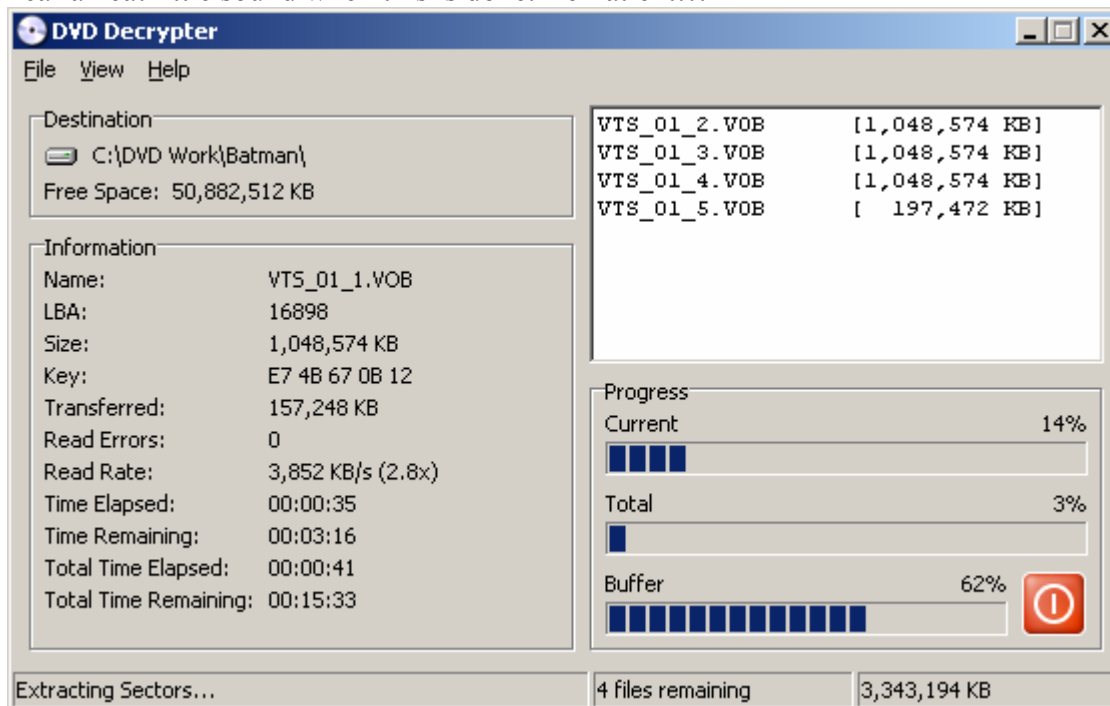 DVD Decrypter
File View Help
Destination
C:\DVD Work\Batman\
Free Space: 50,882,512 KB
Information
Name: VTS_01_1.VOB
LBA: 16898
Size: 1,048,574 KB
Key: E7 4B 67 0B 12
Transferred: 157,248 KB
Read Errors: 0
Read Rate: 3,852 KB/s (2.8x)
Time Elapsed: 00:00:35
Time Remaining: 00:03:16
Total Time Elapsed: 00:00:41
Total Time Remaining: 00:15:33
VTS_01_2.VOB [1,048,574 KB]
VTS_01_3.VOB [1,048,574 KB]
VTS_01_4.VOB [1,048,574 KB]
VTS_01_5.VOB [ 197,472 KB]
Progress
Current 14%
Total 3%
Buffer 62%
Extracting Sectors...
4 files remaining
3,343,194 KB